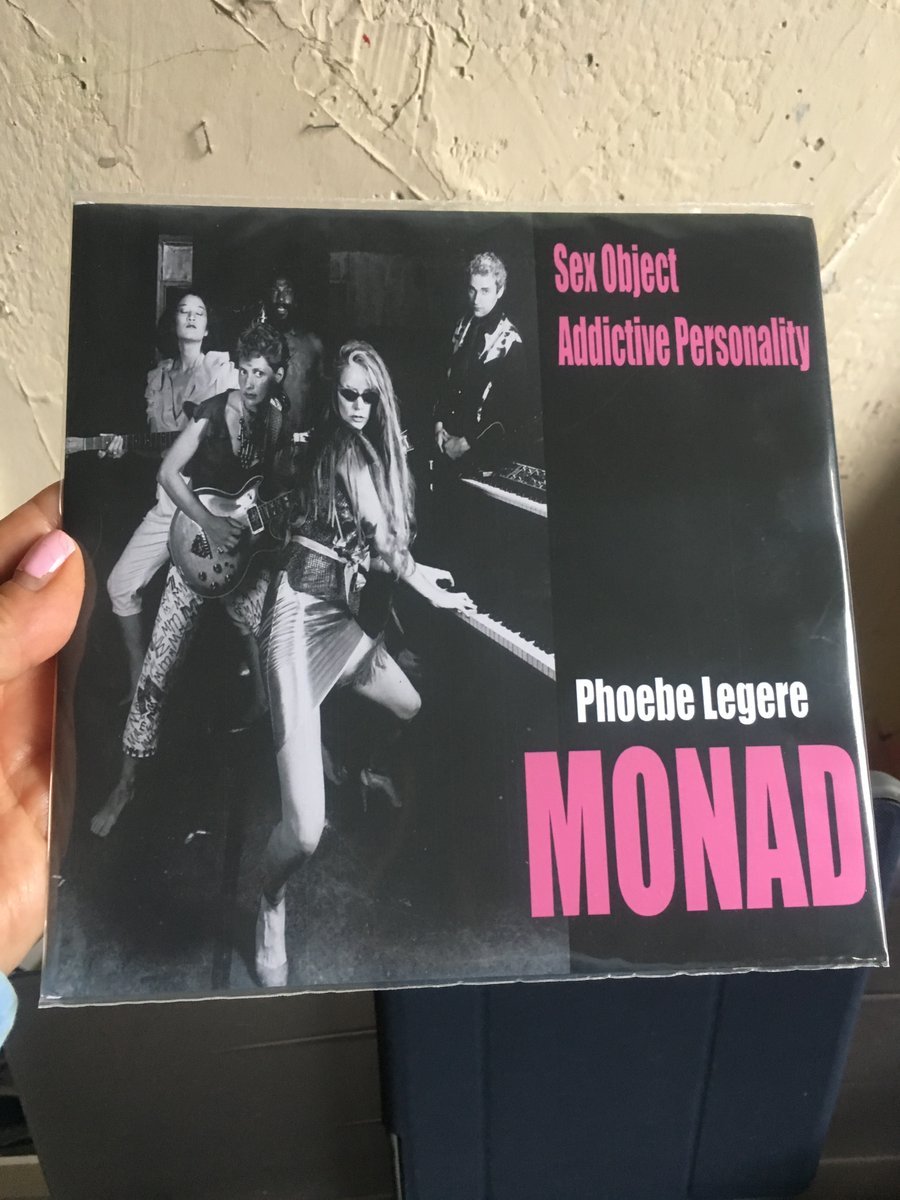 Sex Object
Addictive Personality
Phoebe Legere
MONAD